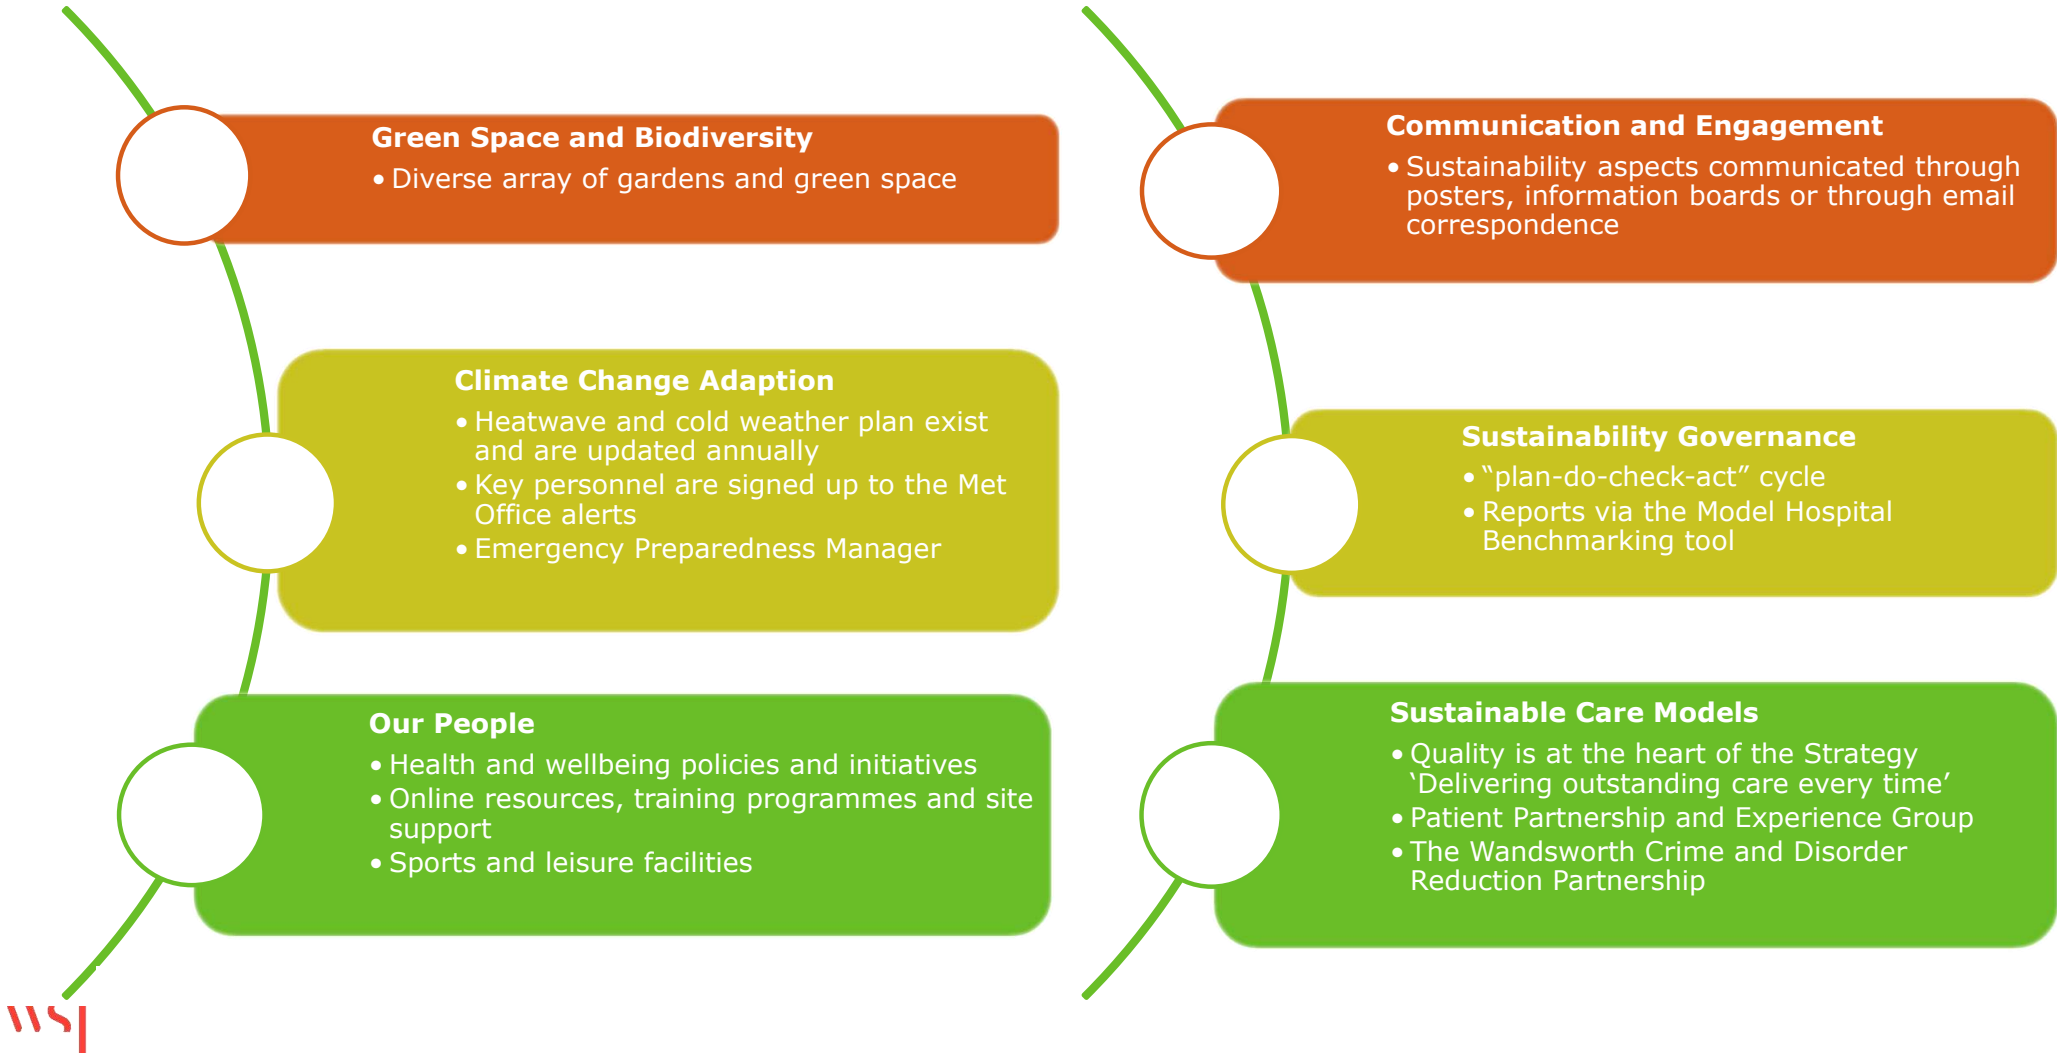 Green Space and Biodiversity
• Diverse array of gardens and green space
Climate Change Adaption
• Heatwave and cold weather plan exist
and are updated annually
• Key personnel are signed up to the Met
Office alerts
• Emergency Preparedness Manager
Our People
• Health and wellbeing policies and initiatives
• Online resources, training programmes and site
support
• Sports and leisure facilities
Communication and Engagement
• Sustainability aspects communicated through
posters, information boards or through email
correspondence
Sustainability Governance
• “plan-do-check-act” cycle
• Reports via the Model Hospital
Benchmarking tool
Sustainable Care Models
• Quality is at the heart of the Strategy
‘Delivering outstanding care every time’
• Patient Partnership and Experience Group
• The Wandsworth Crime and Disorder
Reduction Partnership